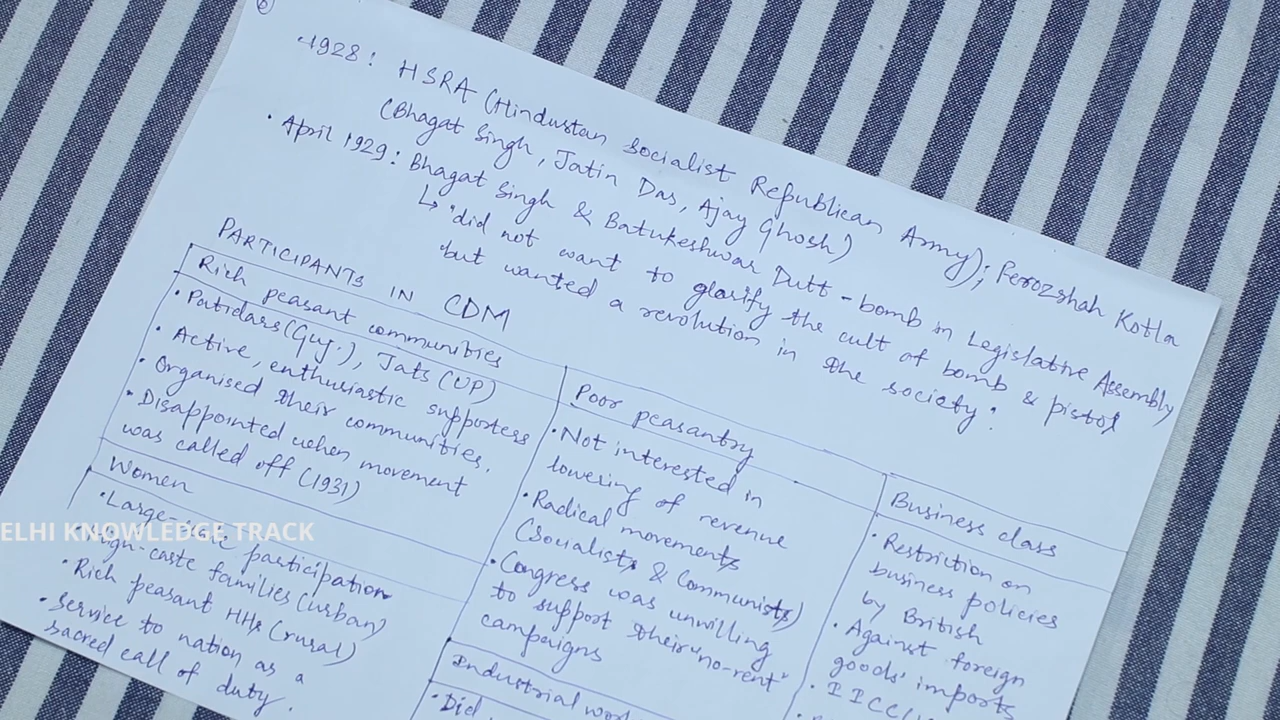 6
• 1928 : HSRA (Hindustan Socialist Republican Army); Ferozshah Kotla
(Bhagat Singh, Jatin Das, Ajay Ghosh)
• April 1929 : Bhagat Singh & Batukeshwar Dutt - bomb in Legislative Assembly
↳ "did not want to glorify the cult of bomb & pistol
but wanted a revolution in the society.
PARTICIPANTS IN CDM
Rich peasant communities
• Patidars (Guj.), Jats (UP)
• Active, enthusiastic supporters
• Organised their communities.
• Disappointed when movement
was called off (1931)
Poor peasantry
• Not interested in
lowering of revenue
• Radical movements
(Socialists & Communists)
• Congress was unwilling
to support their "no-rent"
campaigns
Business class
• Restriction on
business policies
by British
• Against foreign
goods' imports
Women
• Large- participation
-caste families (urban)
• Rich peasant HHs (rural)
• Service to nation as a
sacred call of duty.
Industrial
• Did
ELHI KNOWLEDGE TRACK